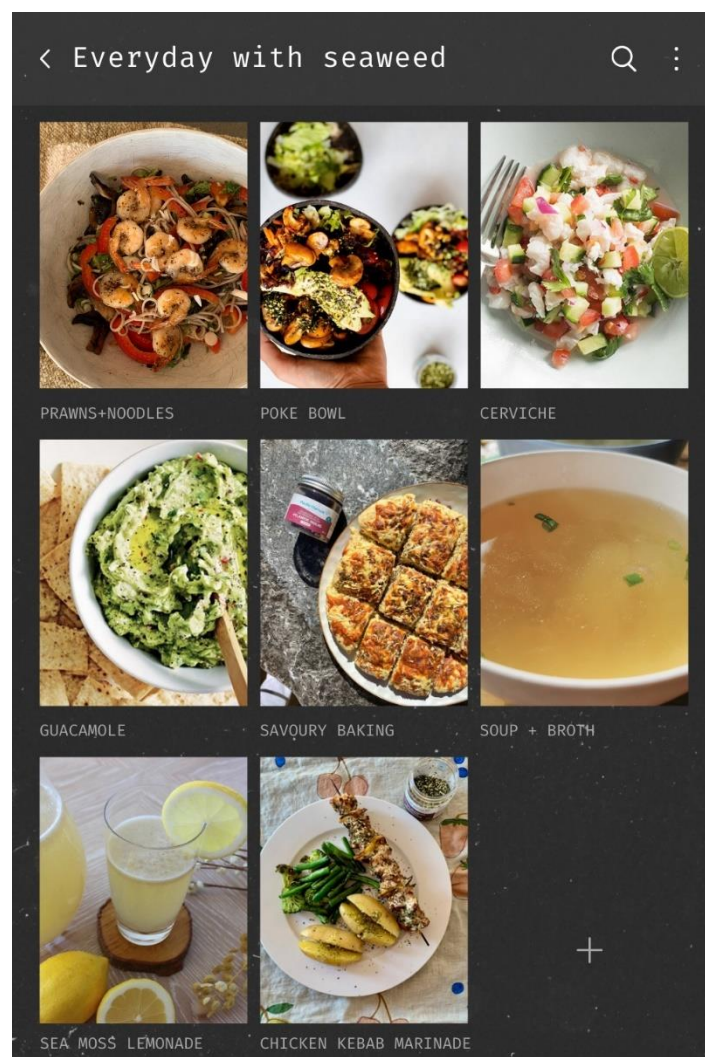 Everyday with seaweed
PRAWNS+NOODLES
POKE BOWL
CERVICHE
GUACAMOLE
SAVOURY BAKING
SOUP + BROTH
SEA MOSS LEMONADE
CHICKEN KEBAB MARINADE